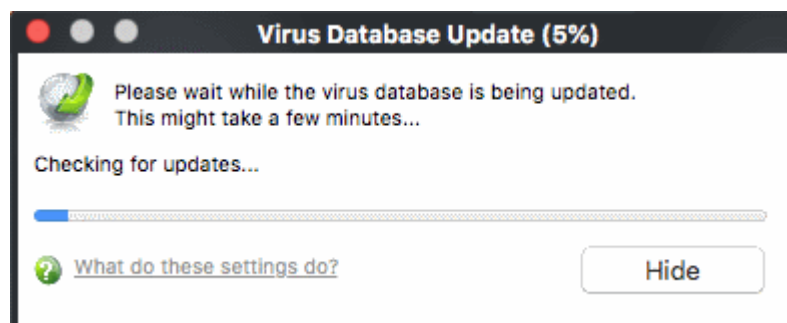 Virus Database Update (5%)
Please wait while the virus database is being updated.
This might take a few minutes...
Checking for updates...
What do these settings do?
Hide